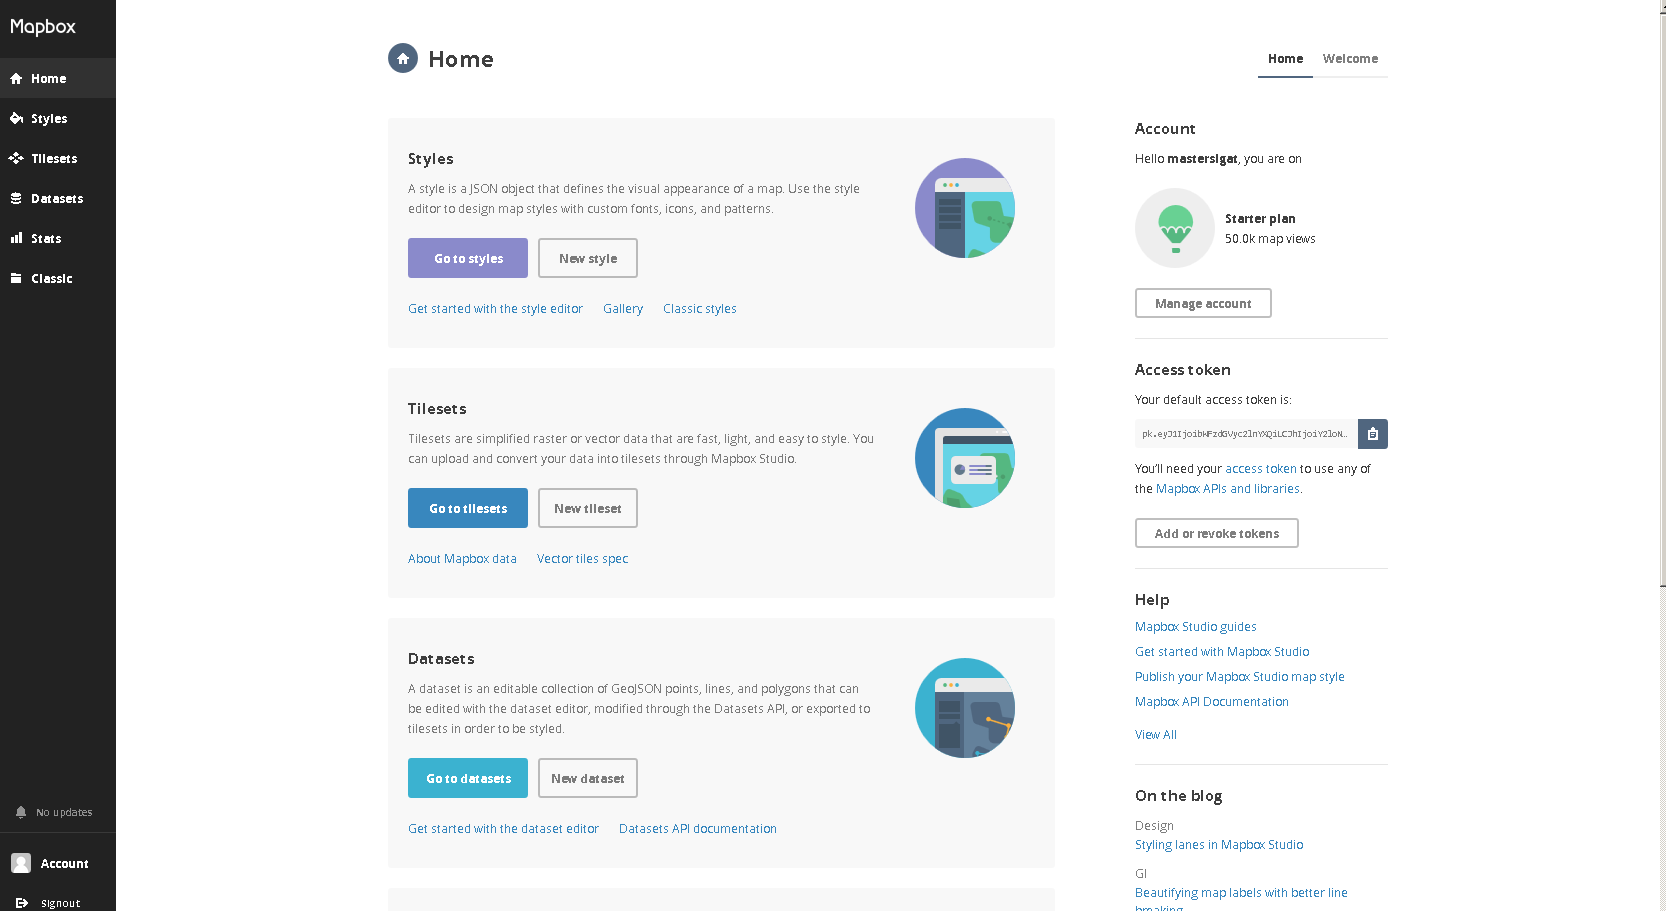 Mapbox
Home
Styles
Tilesets
Datasets
Stats
Classic
No updates
Account
Signout
Home
Home Welcome
Styles
A style is a JSON object that defines the visual appearance of a map. Use the style
editor to design map styles with custom fonts, icons, and patterns.
Go to styles New style
Get started with the style editor Gallery Classic styles
Tilesets
Tilesets are simplified raster or vector data that are fast, light, and easy to style. You
can upload and convert your data into tilesets through Mapbox Studio.
Go to tilesets New tileset
About Mapbox data Vector tiles spec
Datasets
A dataset is an editable collection of GeoJSON points, lines, and polygons that can
be edited with the dataset editor, modified through the Datasets API, or exported to
tilesets in order to be styled.
Go to datasets New dataset
Get started with the dataset editor Datasets API documentation
Account
Hello mastersigat, you are on
Starter plan
50.0k map views
Manage account
Access token
Your default access token is:
You'll need your access token to use any of
the Mapbox APIs and libraries.
Add or revoke tokens
Help
Mapbox Studio guides
Get started with Mapbox Studio
Publish your Mapbox Studio map style
Mapbox API Documentation
View All
On the blog
Design
Styling lanes in Mapbox Studio
Gl
Beautifying map labels with better line
breaking